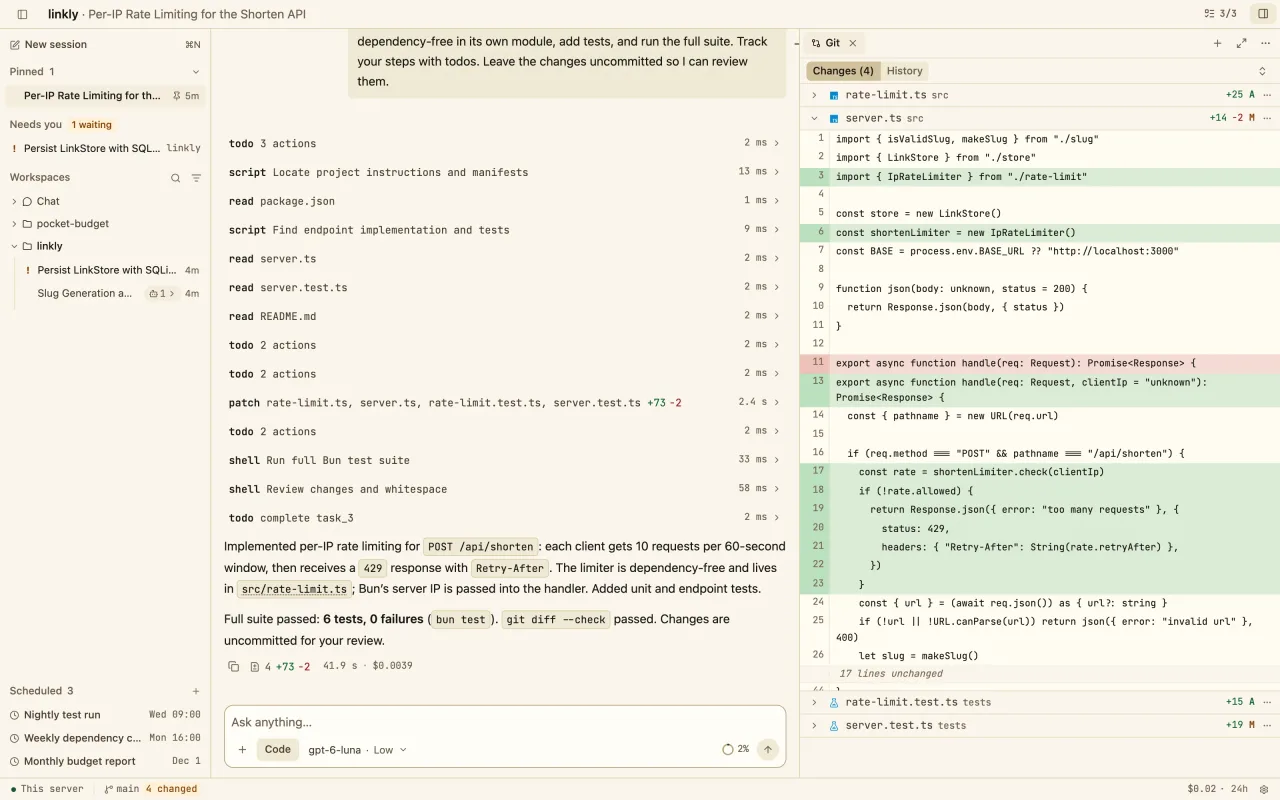 linkly · Per-IP Rate Limiting for the Shorten API
3/3
New session ⌘N
Pinned 1
Per-IP Rate Limiting for th... 5m
Needs you 1 waiting
! Persist LinkStore with SQL... linkly
Workspaces
Chat
pocket-budget
linkly
! Persist LinkStore with SQLi... 4m
Slug Generation a... 1 4m
Scheduled 3 +
Nightly test run Wed 09:00
Weekly dependency c... Mon 16:00
Monthly budget report Dec 1
dependency-free in its own module, add tests, and run the full suite. Track
your steps with todos. Leave the changes uncommitted so I can review
them.
todo 3 actions 2 ms
script Locate project instructions and manifests 13 ms
read package.json 1 ms
script Find endpoint implementation and tests 9 ms
read server.ts 2 ms
read server.test.ts 2 ms
read README.md 2 ms
todo 2 actions 2 ms
todo 2 actions 2 ms
patch rate-limit.ts, server.ts, rate-limit.test.ts, server.test.ts +73 -2 2.4 s
todo 2 actions 2 ms
shell Run full Bun test suite 33 ms
shell Review changes and whitespace 58 ms
todo complete task_3 2 ms
Implemented per-IP rate limiting for POST /api/shorten: each client gets 10 requests per 60-second
window, then receives a 429 response with Retry-After. The limiter is dependency-free and lives
in src/rate-limit.ts; Bun's server IP is passed into the handler. Added unit and endpoint tests.
Full suite passed: 6 tests, 0 failures (bun test). git diff --check passed. Changes are
uncommitted for your review.
4 +73 -2 41.9 s · $0.0039
Ask anything...
+ Code gpt-6-luna · Low 2%
Git
Changes (4) History
rate-limit.ts src +25 A ...
server.ts src +14 -2 M ...
1 import { isValidSlug, makeSlug } from "./slug"
2 import { LinkStore } from "./store"
3 import { IpRateLimiter } from "./rate-limit"
4
5 const store = new LinkStore()
6 const shortenLimiter = new IpRateLimiter()
7 const BASE = process.env.BASE_URL ?? "http://localhost:3000"
8
9 function json(body: unknown, status = 200) {
10 return Response.json(body, { status })
11 }
12
11 export async function handle(req: Request): Promise<Response> {
13 export async function handle(req: Request, clientIp = "unknown"):
Promise<Response> {
14 const { pathname } = new URL(req.url)
15
16 if (req.method === "POST" && pathname === "/api/shorten") {
17 const rate = shortenLimiter.check(clientIp)
18 if (!rate.allowed) {
19 return Response.json({ error: "too many requests" }, {
20 status: 429,
21 headers: { "Retry-After": String(rate.retryAfter) },
22 })
23 }
24 const { url } = (await req.json()) as { url?: string }
25 if (!url || !URL.canParse(url)) return json({ error: "invalid url" },
400)
26 let slug = makeSlug()
17 lines unchanged
rate-limit.test.ts tests +15 A ...
server.test.ts tests +19 M ...
This server main 4 changed
$0.02 · 24h